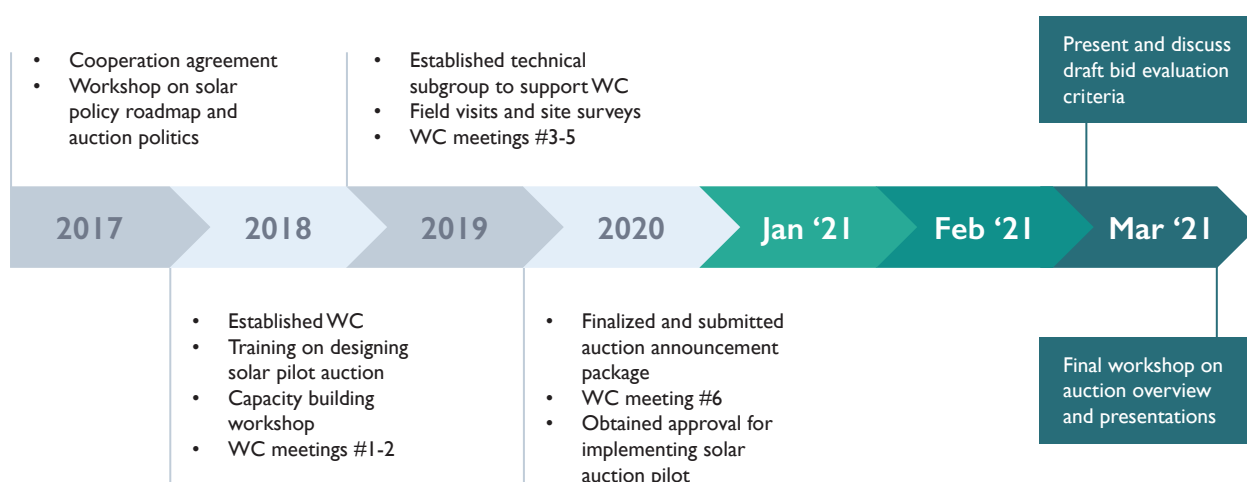 • Cooperation agreement
• Workshop on solar
policy roadmap and
auction politics
• Established technical
subgroup to support WC
• Field visits and site surveys
• WC meetings #3-5
Present and discuss
draft bid evaluation
criteria
2017
2018
2019
2020
Jan ‘21
Feb ‘21
Mar ‘21
• Established WC
• Training on designing
solar pilot auction
• Capacity building
workshop
• WC meetings #1-2
• Finalized and submitted
auction announcement
package
• WC meeting #6
• Obtained approval for
implementing solar
auction pilot
Final workshop on
auction overview
and presentations